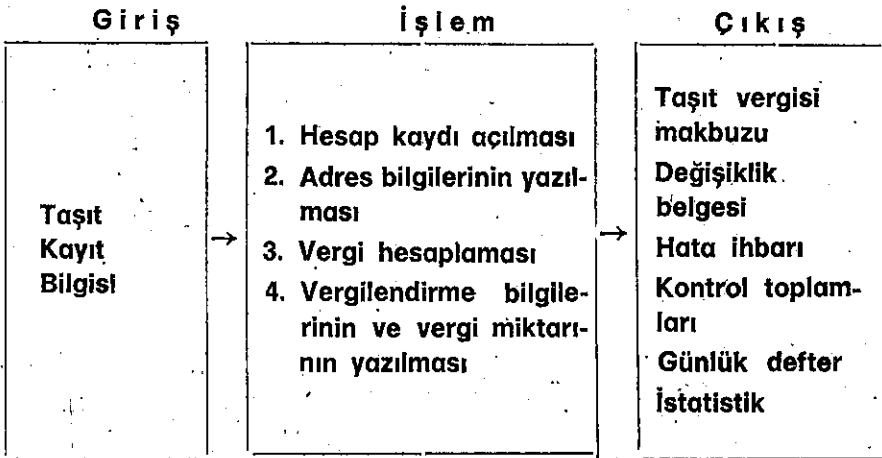 Giriş
İşlem
Çıkış
Taşıt
Kayıt
Bilgisi
→
1. Hesap kaydı açılması
2. Adres bilgilerinin yazıl-
ması
3. Vergi hesaplaması
4. Vergilendirme bilgile-
rinin ve vergi miktarı-
nın yazılması
→
Taşıt vergisi
makbuzu
Değişiklik
belgesi
Hata ihbarı
Kontrol toplam-
ları
Günlük defter
İstatistik